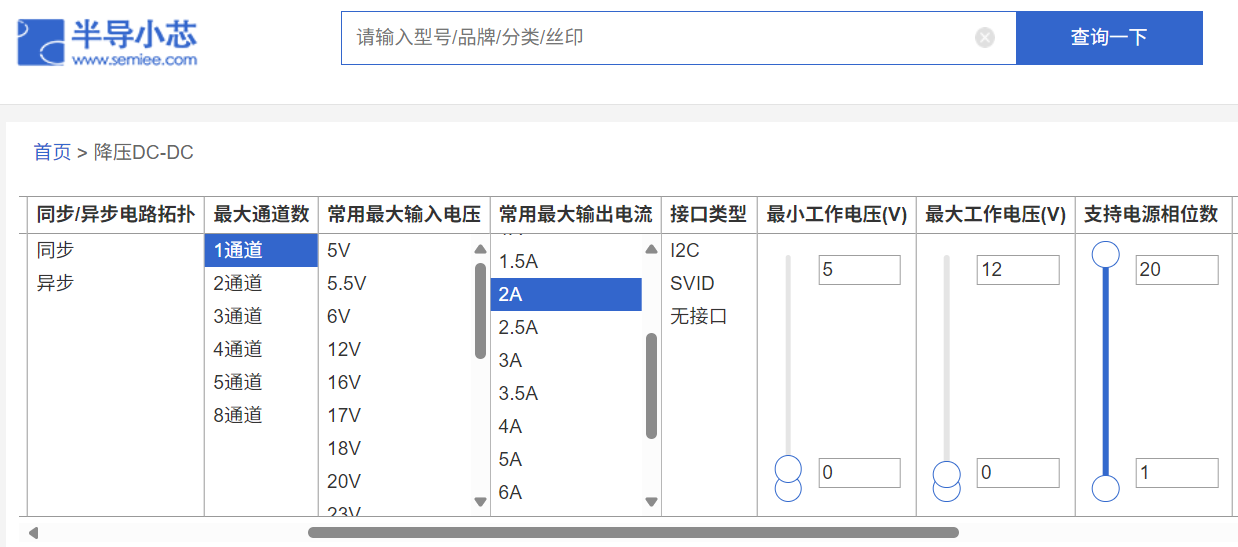 半导小芯
www.semiee.com
请输入型号/品牌/分类/丝印
查询一下
首页 > 降压DC-DC
同步/异步电路拓扑
同步
异步
最大通道数
1通道
2通道
3通道
4通道
5通道
8通道
常用最大输入电压
5V
5.5V
6V
12V
16V
17V
18V
20V
23V
常用最大输出电流
1.5A
2A
2.5A
3A
3.5A
4A
5A
6A
接口类型
I2C
SVID
无接口
最小工作电压(V)
5
0
最大工作电压(V)
12
0
支持电源相位数
20
1